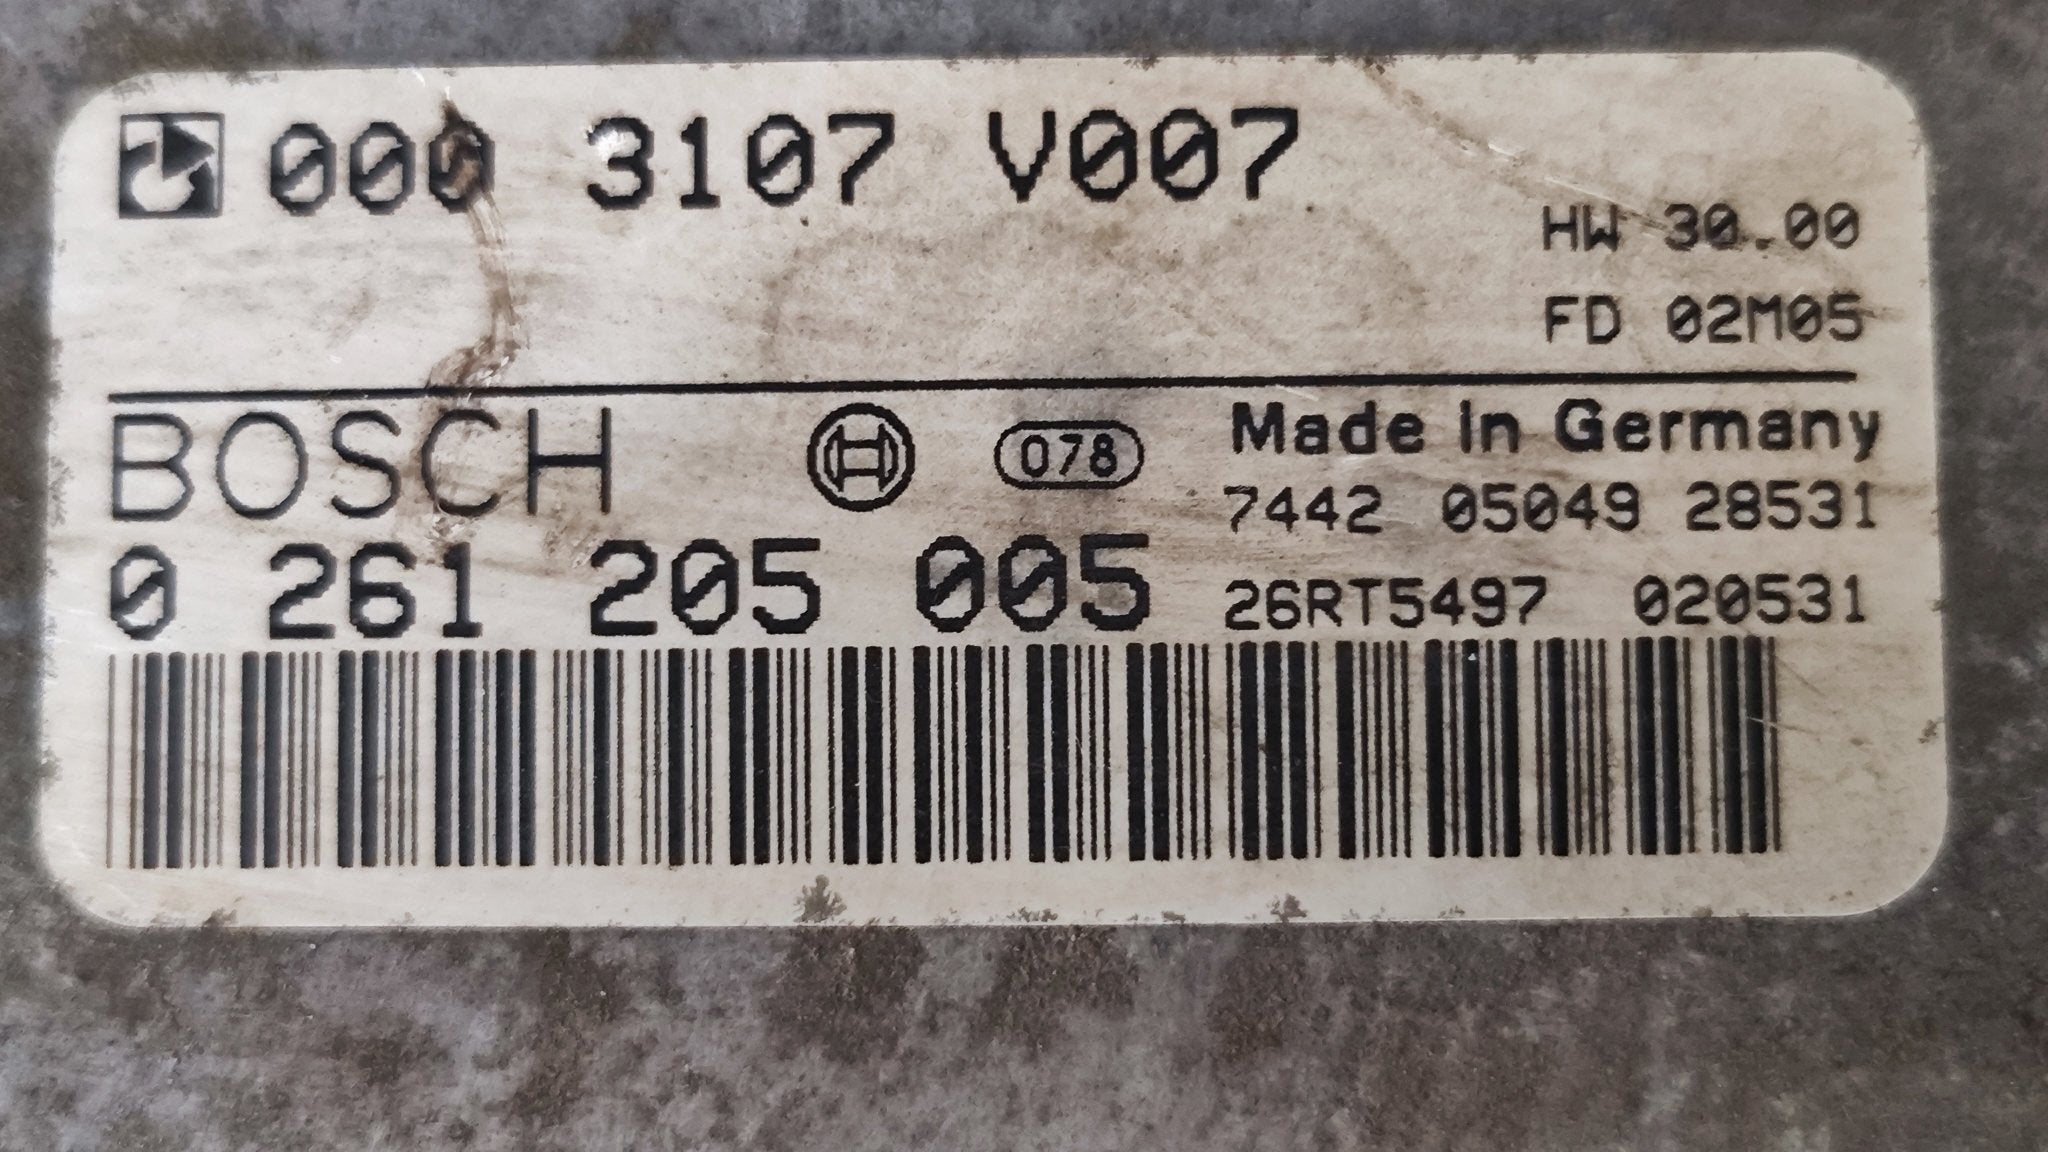 000 3107 V007
HW 30.00
FD 02M05
BOSCH 078 Made in Germany
7442 05049 28531
0 261 205 005 26RT5497 020531